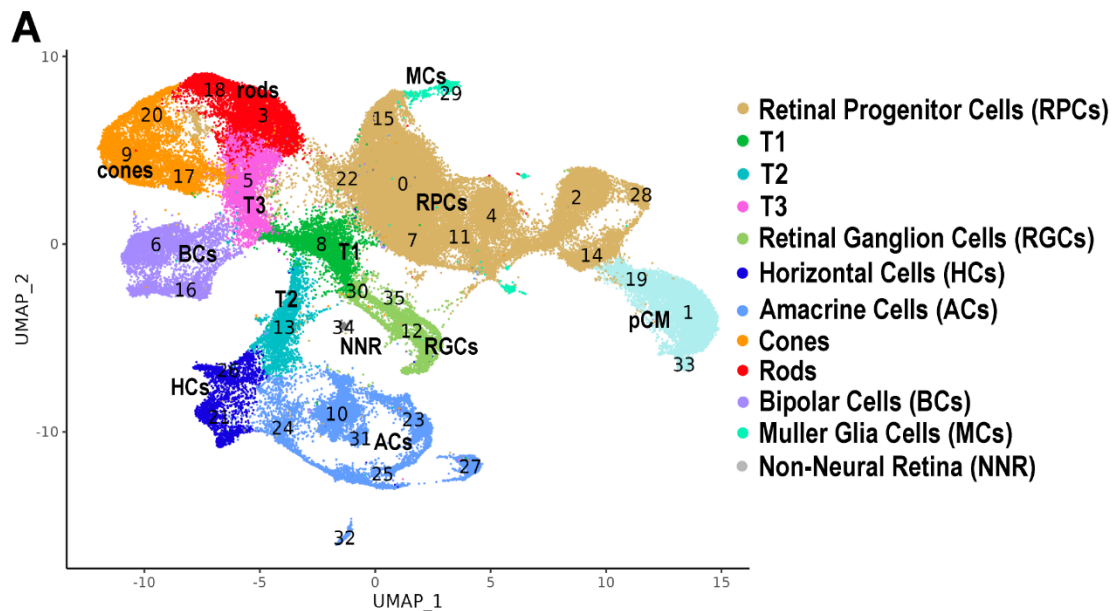 A
10
0
-10
UMAP_2
-10
-5
0
5
10
15
UMAP_1
MCs
29
18
rods
3
20
15
9
cones
17
5
T3
22
0
RPCs
4
2
28
7
11
14
6
BCs
16
8
T1
19
1
pCM
33
30
35
T2
13
34
NNR
12
RGCs
HCs
26
21
24
10
23
31
ACs
25
27
32
Retinal Progenitor Cells (RPCs)
T1
T2
T3
Retinal Ganglion Cells (RGCs)
Horizontal Cells (HCs)
Amacrine Cells (ACs)
Cones
Rods
Bipolar Cells (BCs)
Muller Glia Cells (MCs)
Non-Neural Retina (NNR)